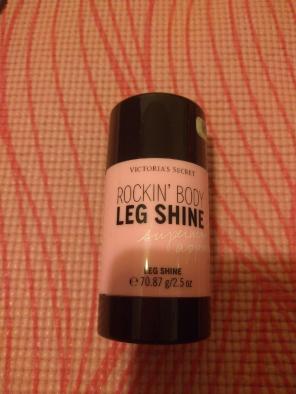 VICTORIA'S SECRET
ROCKIN' BODY
LEG SHINE
LEG SHINE
℮ 70.87 g/2.5 oz